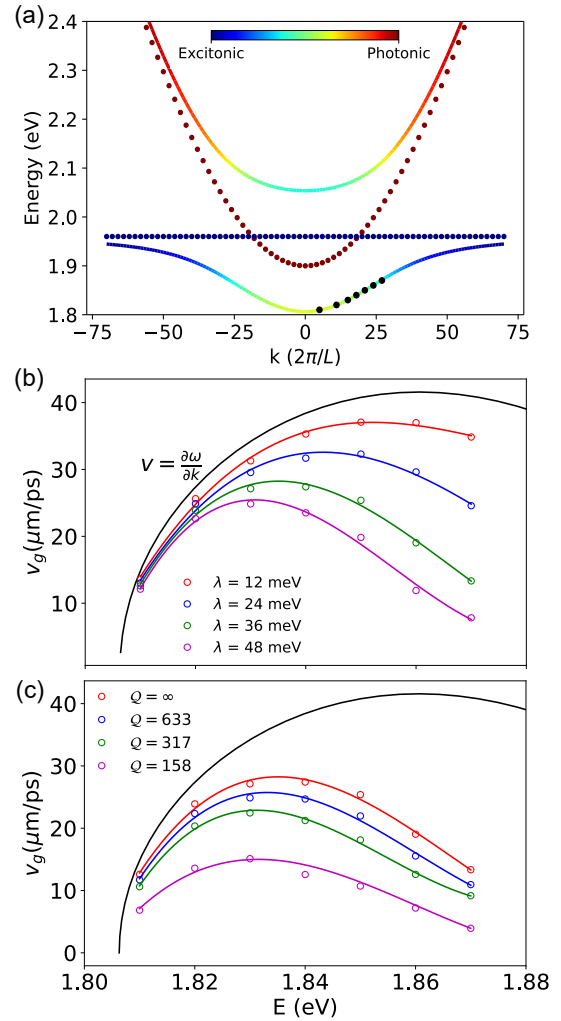 (a)
2.4
2.3
2.2
2.1
2.0
1.9
1.8
Energy (eV)
Excitonic
Photonic
−75
−50
−25
0
25
50
75
k (2π/L)
(b)
40
30
20
10
v_g(μm/ps)
v = ∂ω/∂k
λ = 12 meV
λ = 24 meV
λ = 36 meV
λ = 48 meV
(c)
40
30
20
10
0
v_g(μm/ps)
𝒬 = ∞
𝒬 = 633
𝒬 = 317
𝒬 = 158
1.80
1.82
1.84
1.86
1.88
E (eV)